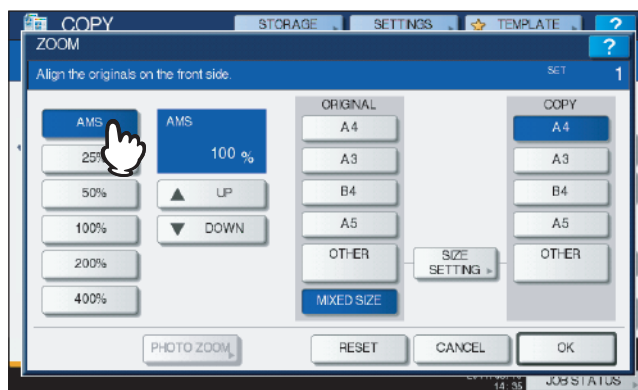 COPY
STORAGE
SETTINGS
TEMPLATE
?
ZOOM
?
Align the originals on the front side.
SET 1
AMS
25%
50%
100%
200%
400%
AMS
100 %
UP
DOWN
ORIGINAL
A4
A3
B4
A5
OTHER
MIXED SIZE
SIZE
SETTING
COPY
A4
A3
B4
A5
OTHER
PHOTO ZOOM
RESET
CANCEL
OK
14:35
JOB STATUS